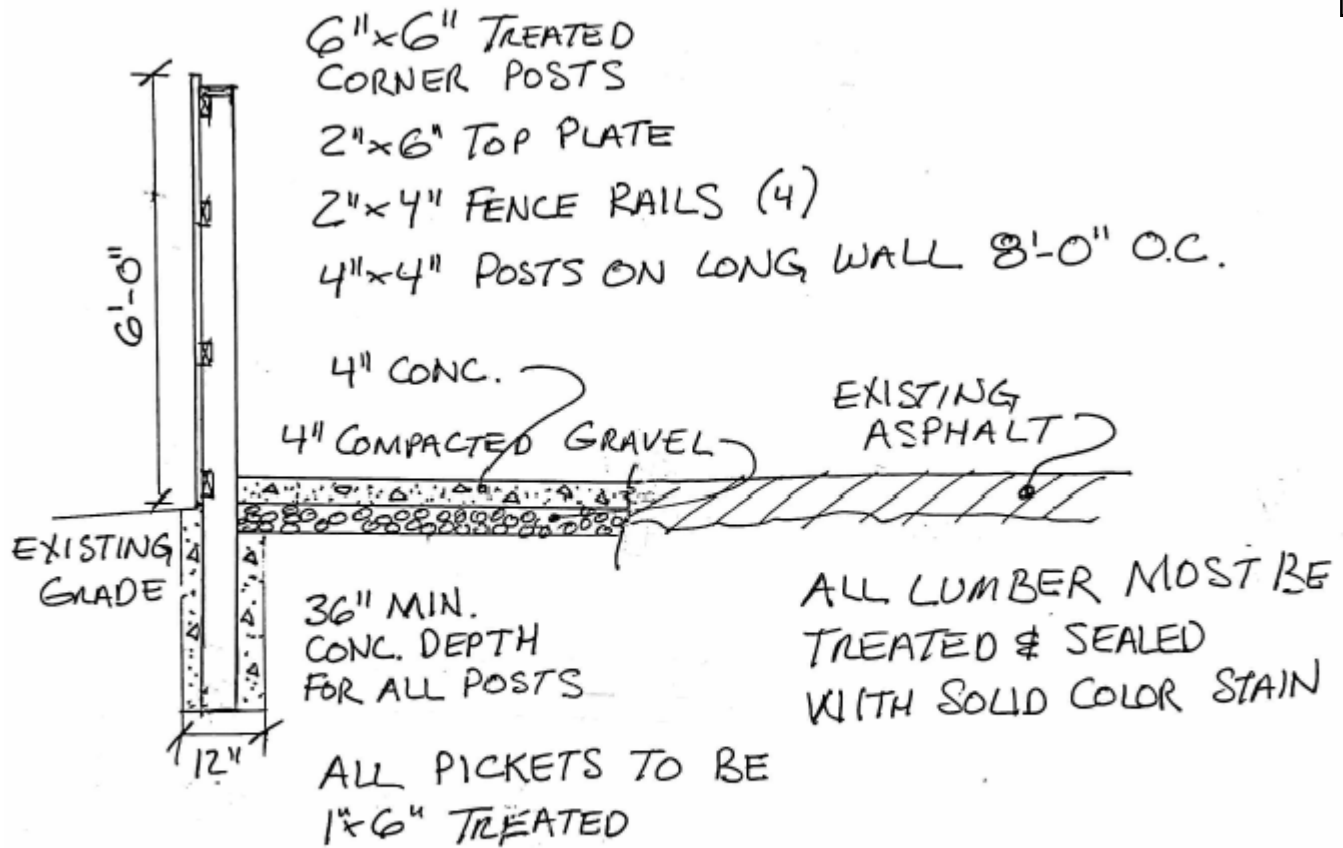 6"x6" TREATED
CORNER POSTS
2"x6" TOP PLATE
2"x4" FENCE RAILS (4)
4"x4" POSTS ON LONG WALL 8'-0" O.C.
6'-0"
4" CONC.
4" COMPACTED GRAVEL
EXISTING
ASPHALT
EXISTING
GRADE
36" MIN.
CONC. DEPTH
FOR ALL POSTS
12"
ALL LUMBER MOST BE
TREATED & SEALED
WITH SOLID COLOR STAIN
ALL PICKETS TO BE
1"x6" TREATED